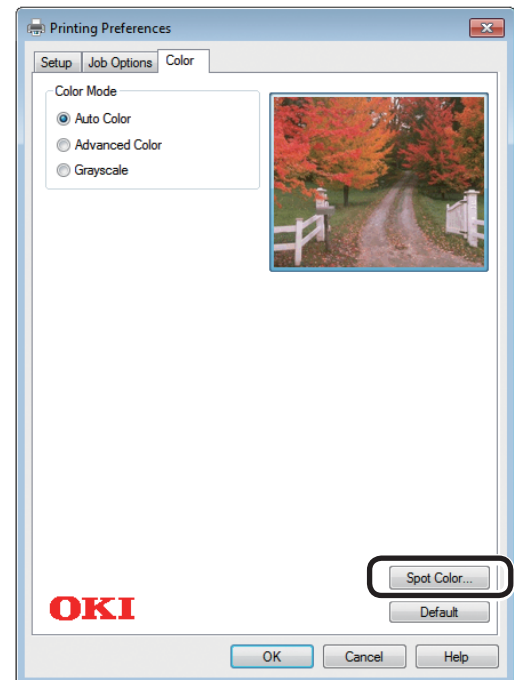 Printing Preferences
Setup Job Options Color
Color Mode
Auto Color
Advanced Color
Grayscale
Spot Color...
OKI
Default
OK Cancel Help